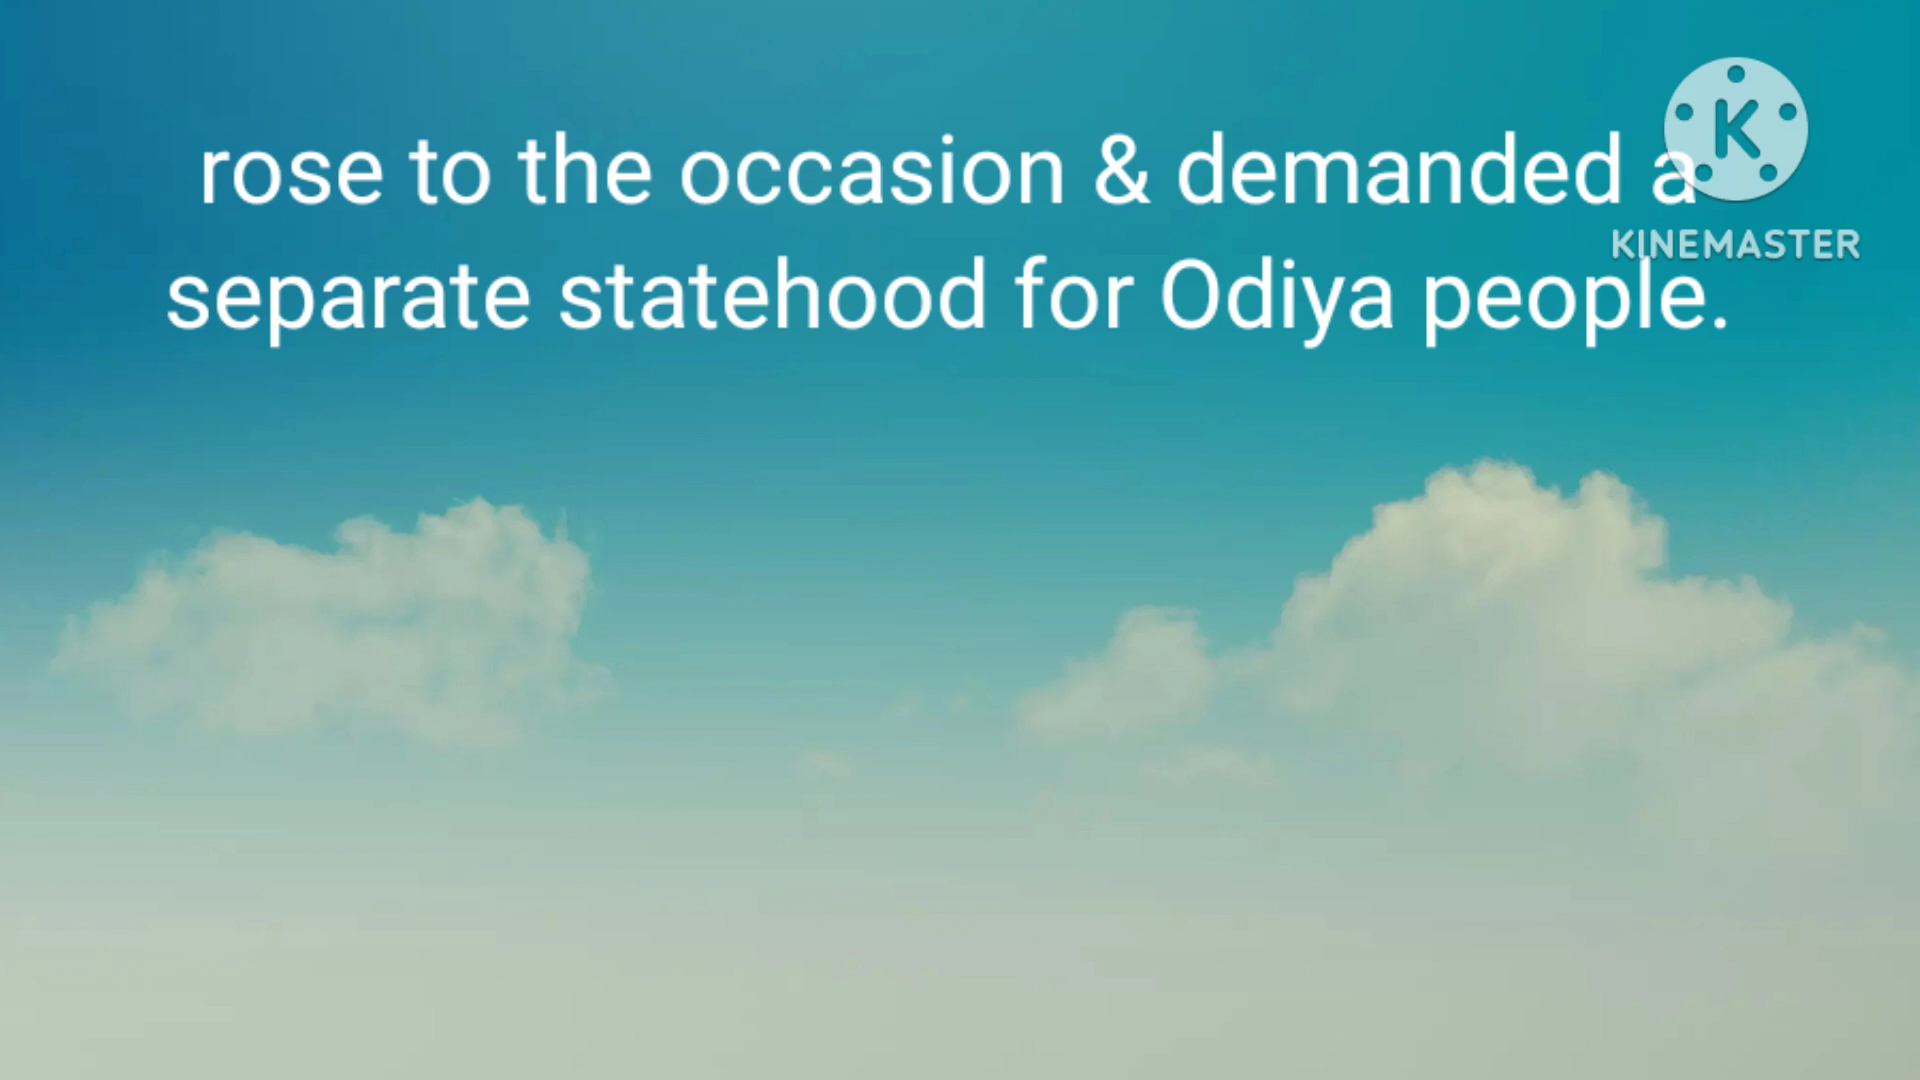 rose to the occasion & demanded a
separate statehood for Odiya people.
K
KINEMASTER